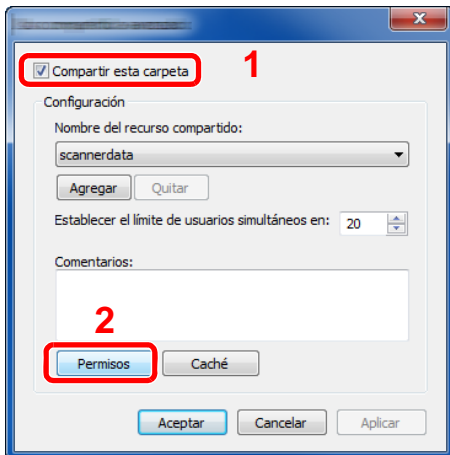 Compartir esta carpeta
1
Configuración
Nombre del recurso compartido:
scannerdata
Agregar Quitar
Establecer el límite de usuarios simultáneos en: 20
Comentarios:
2
Permisos Caché
Aceptar Cancelar Aplicar